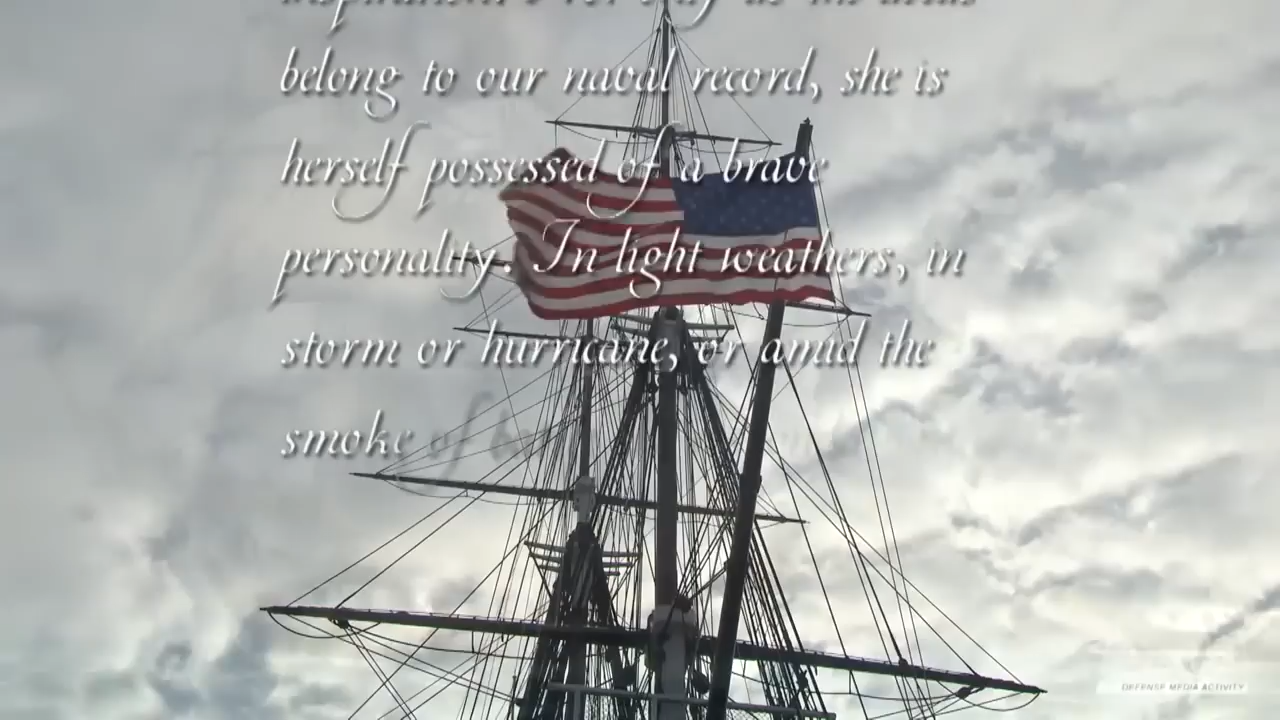 belong to our naval record, she is
herself possessed of a brave
personality. In light weathers, in
storm or hurricane, or amid the
smoke of
DEFENSE MEDIA ACTIVITY